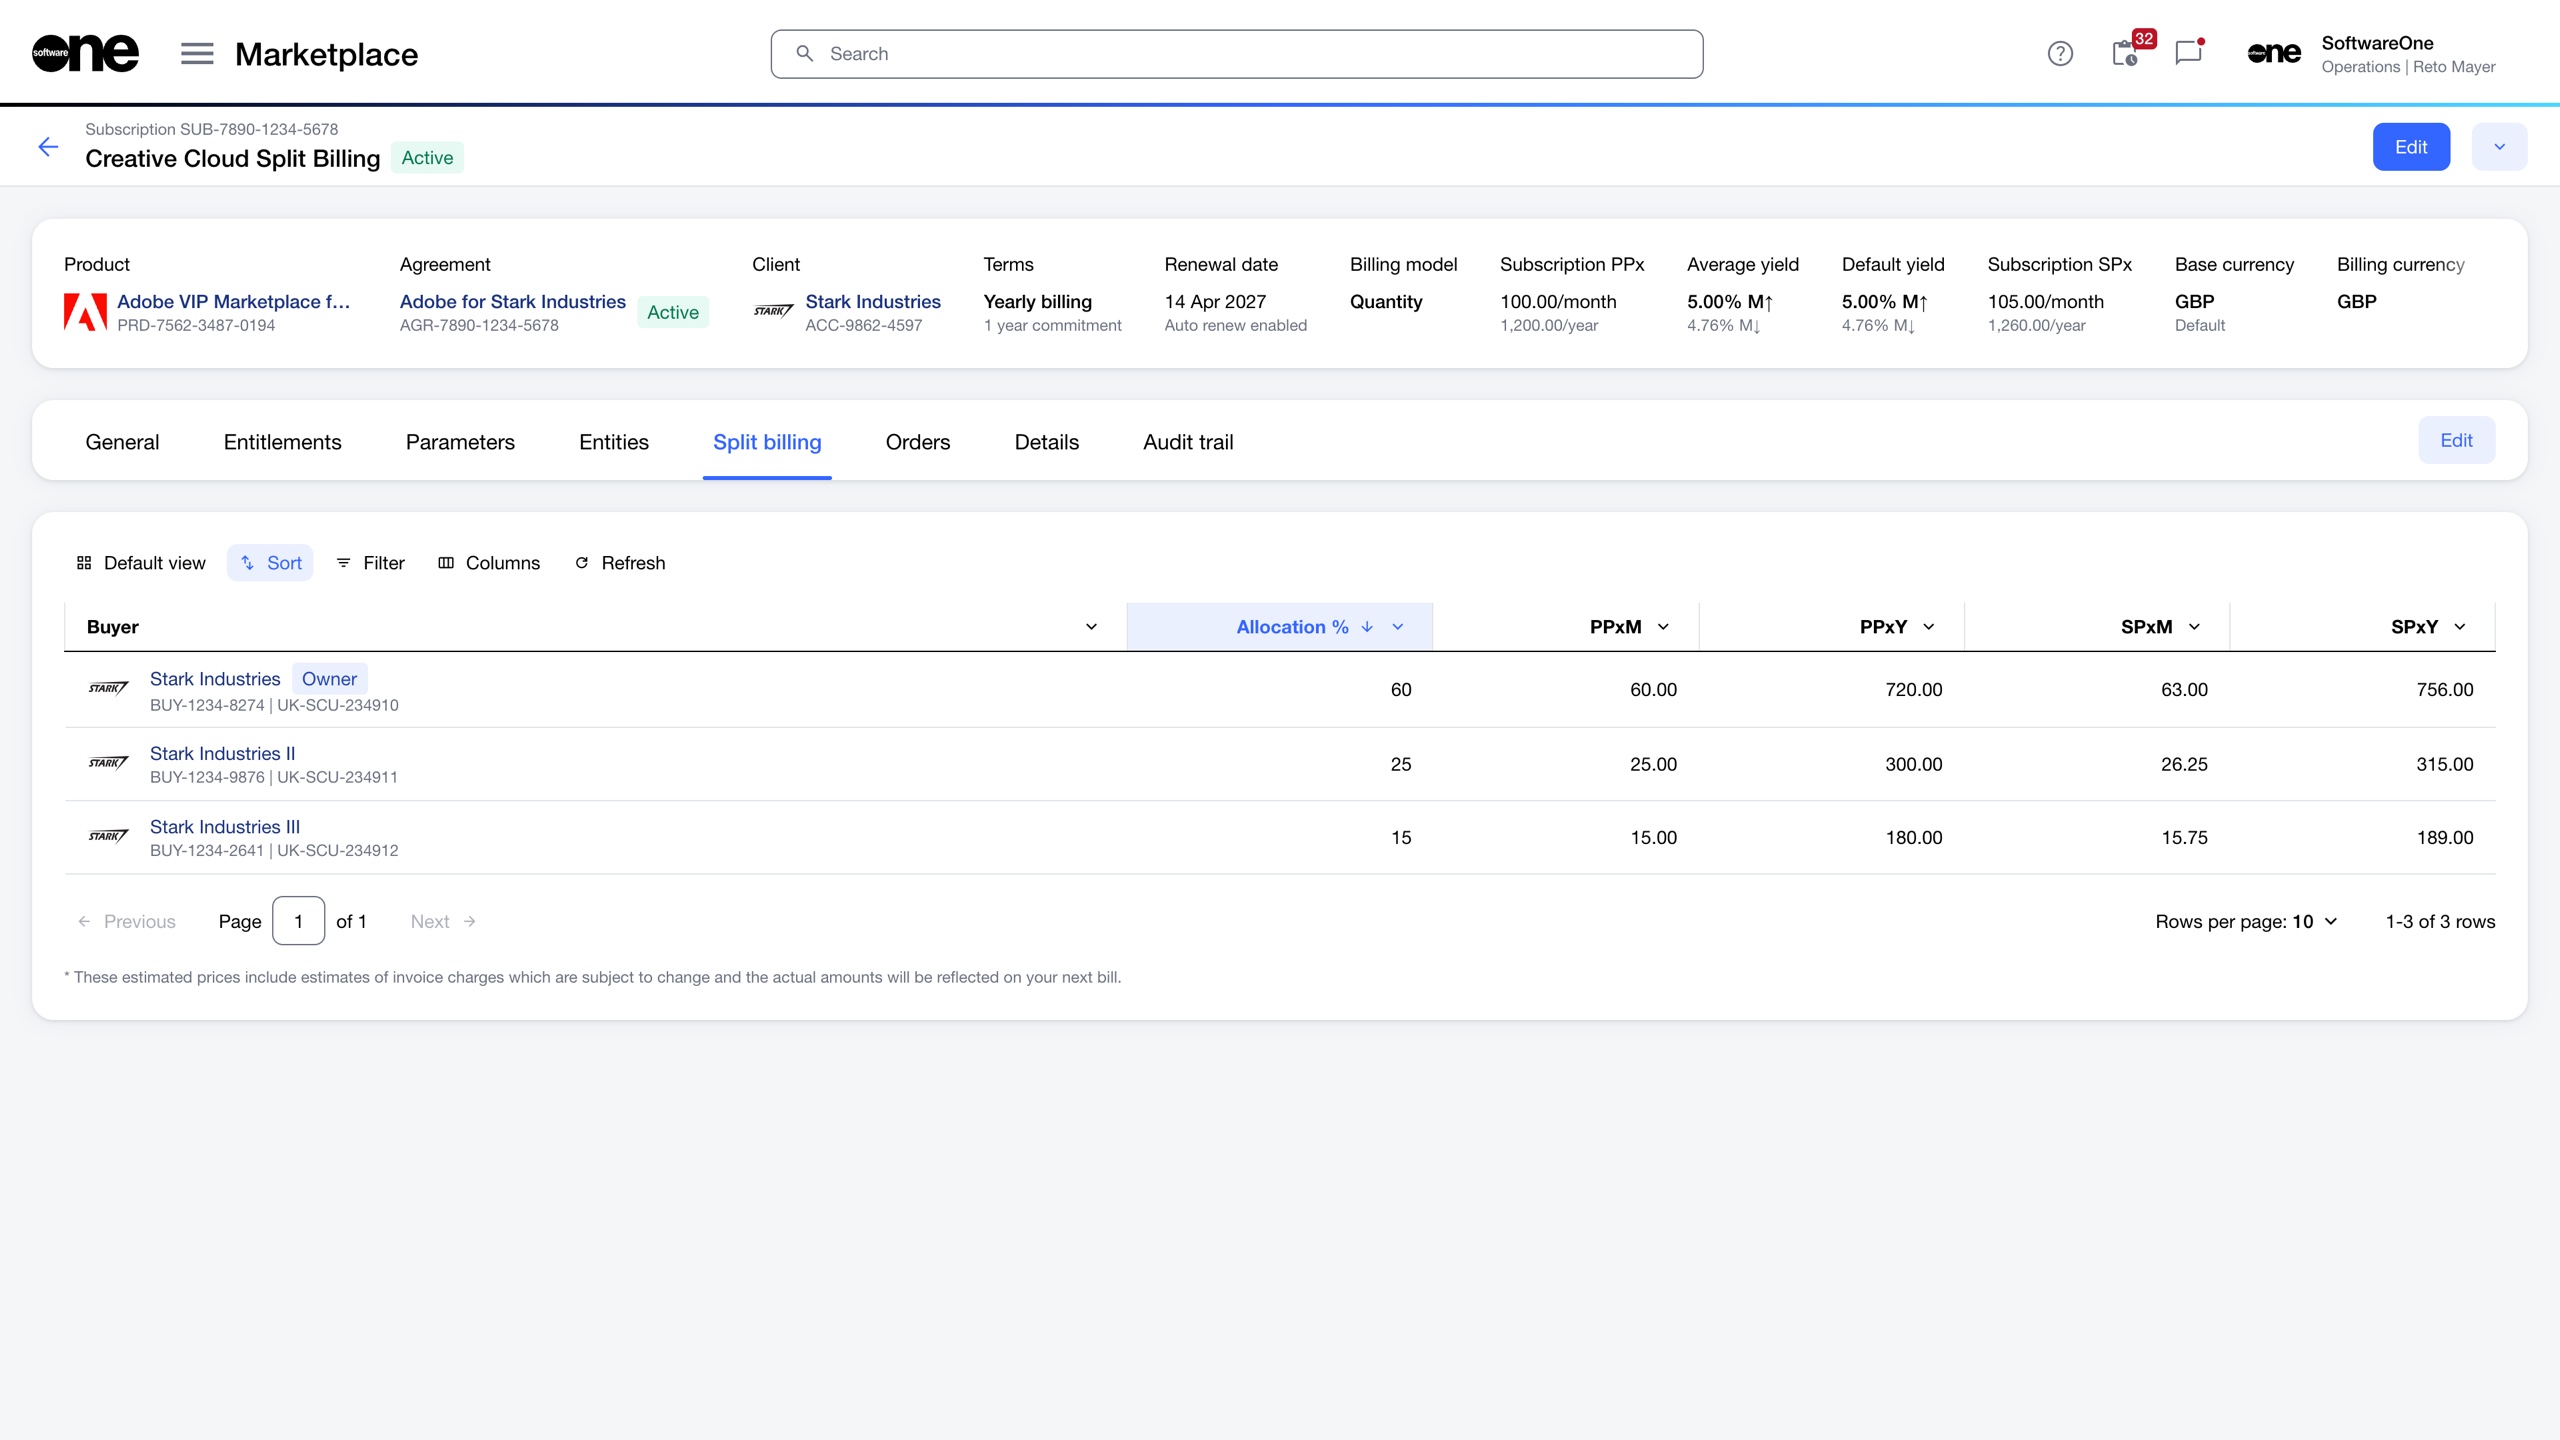 software one
Marketplace
Search
32
one
SoftwareOne
Operations | Reto Mayer
Subscription SUB-7890-1234-5678
Creative Cloud Split Billing
Active
Edit
Product
Adobe VIP Marketplace f...
PRD-7562-3487-0194
Agreement
Adobe for Stark Industries
AGR-7890-1234-5678
Active
Client
STARK
Stark Industries
ACC-9862-4597
Terms
Yearly billing
1 year commitment
Renewal date
14 Apr 2027
Auto renew enabled
Billing model
Quantity
Subscription PPx
100.00/month
1,200.00/year
Average yield
5.00% M↑
4.76% M↓
Default yield
5.00% M↑
4.76% M↓
Subscription SPx
105.00/month
1,260.00/year
Base currency
GBP
Default
Billing currency
GBP
General Entitlements Parameters Entities Split billing Orders Details Audit trail
Edit
Default view Sort Filter Columns Refresh
Buyer Allocation % ↓ PPxM PPxY SPxM SPxY
STARK
Stark Industries Owner
BUY-1234-8274 | UK-SCU-234910
60 60.00 720.00 63.00 756.00
STARK
Stark Industries II
BUY-1234-9876 | UK-SCU-234911
25 25.00 300.00 26.25 315.00
STARK
Stark Industries III
BUY-1234-2641 | UK-SCU-234912
15 15.00 180.00 15.75 189.00
← Previous Page 1 of 1 Next →
Rows per page: 10 1-3 of 3 rows
* These estimated prices include estimates of invoice charges which are subject to change and the actual amounts will be reflected on your next bill.